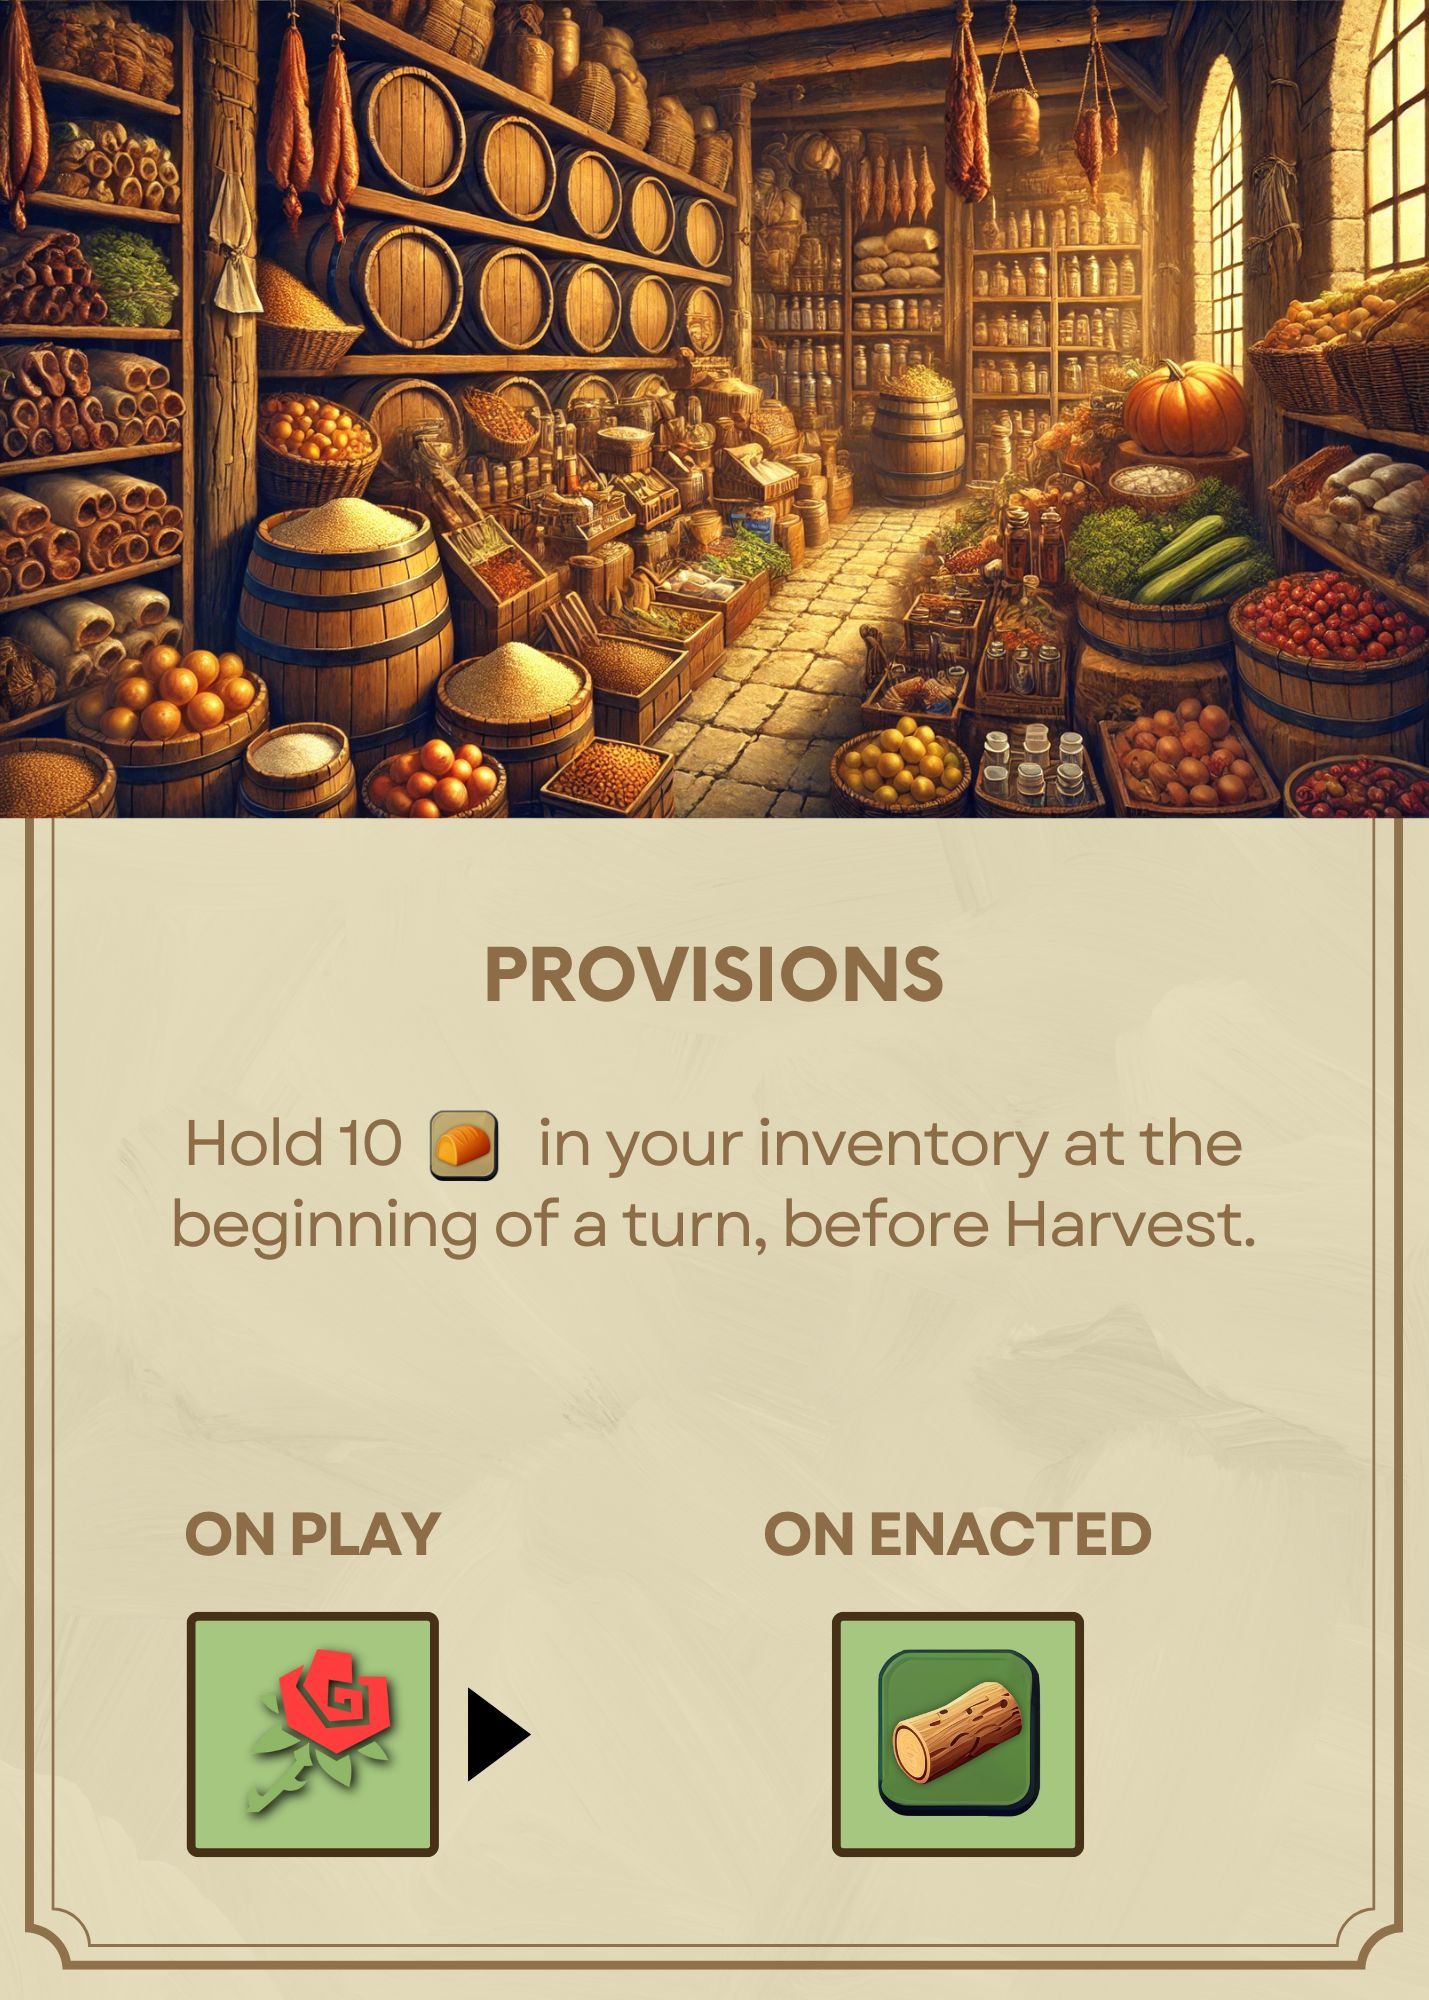 PROVISIONS
Hold 10 in your inventory at the
beginning of a turn, before Harvest.
ON PLAY
ON ENACTED